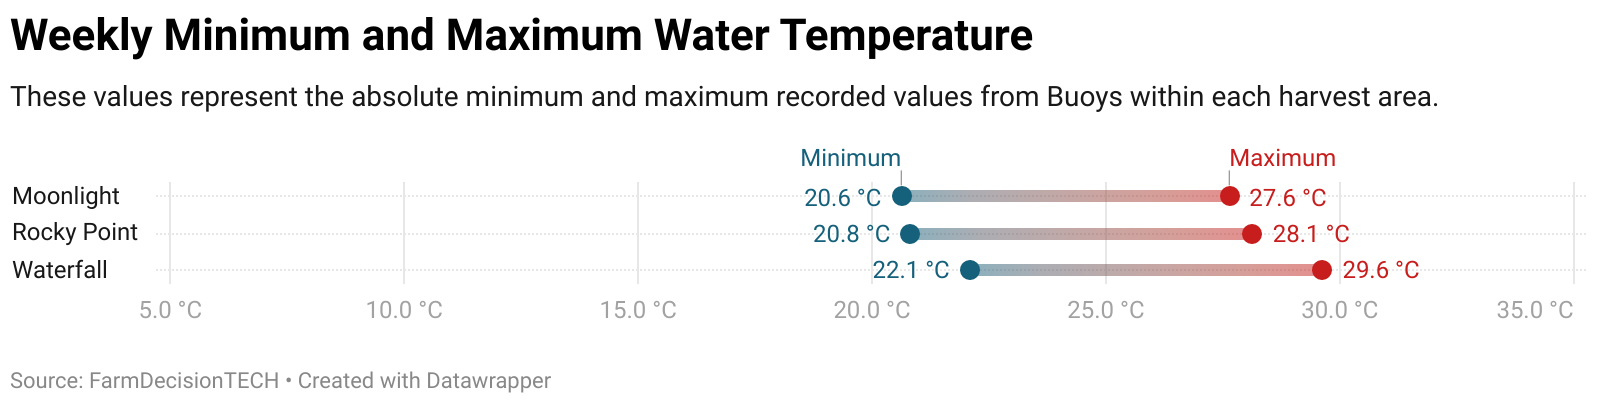 Weekly Minimum and Maximum Water Temperature
These values represent the absolute minimum and maximum recorded values from Buoys within each harvest area.
Minimum Maximum
Moonlight 20.6 °C 27.6 °C
Rocky Point 20.8 °C 28.1 °C
Waterfall 22.1 °C 29.6 °C
5.0 °C 10.0 °C 15.0 °C 20.0 °C 25.0 °C 30.0 °C 35.0 °C
Source: FarmDecisionTECH • Created with Datawrapper